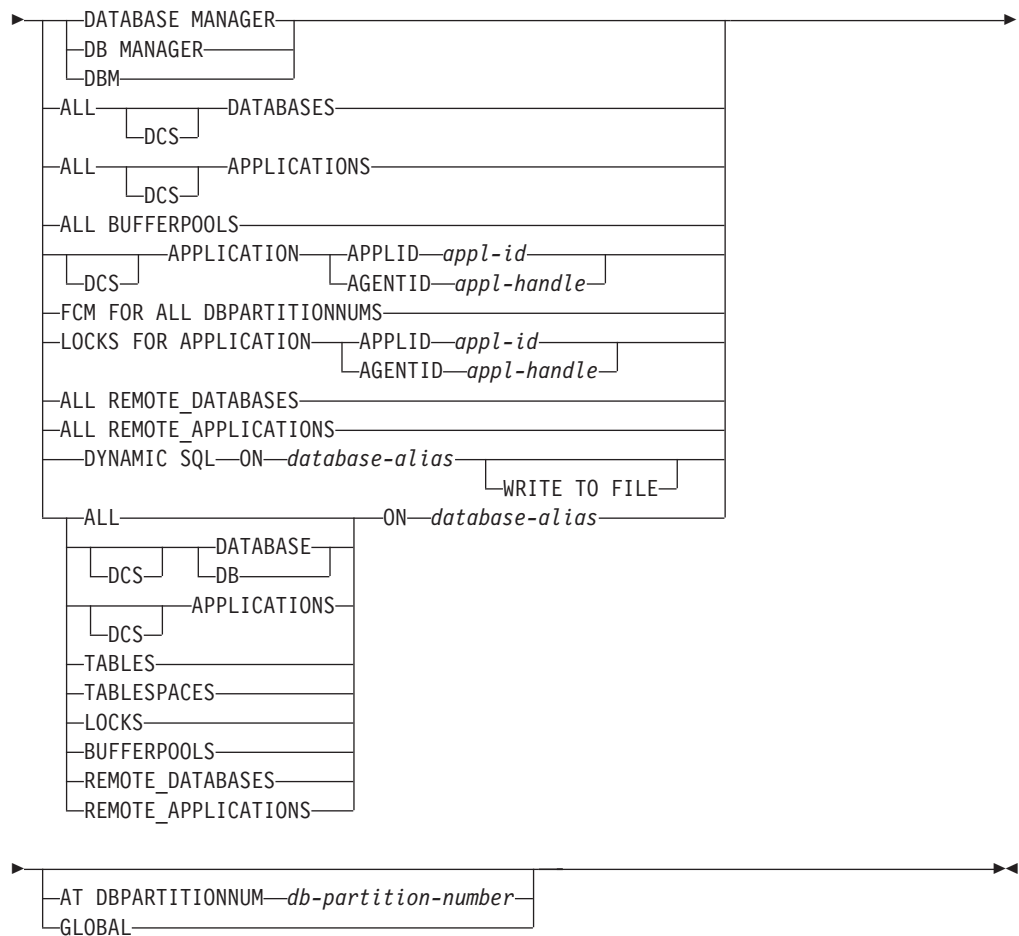 DATABASE MANAGER
DB MANAGER
DBM
ALL DATABASES
DCS
ALL APPLICATIONS
DCS
ALL BUFFERPOOLS
APPLICATION APPLID appl-id
DCS AGENTID appl-handle
FCM FOR ALL DBPARTITIONNUMS
LOCKS FOR APPLICATION APPLID appl-id
AGENTID appl-handle
ALL REMOTE_DATABASES
ALL REMOTE_APPLICATIONS
DYNAMIC SQL ON database-alias
WRITE TO FILE
ALL ON database-alias
DATABASE
DCS DB
APPLICATIONS
DCS
TABLES
TABLESPACES
LOCKS
BUFFERPOOLS
REMOTE_DATABASES
REMOTE_APPLICATIONS
AT DBPARTITIONNUM db-partition-number
GLOBAL